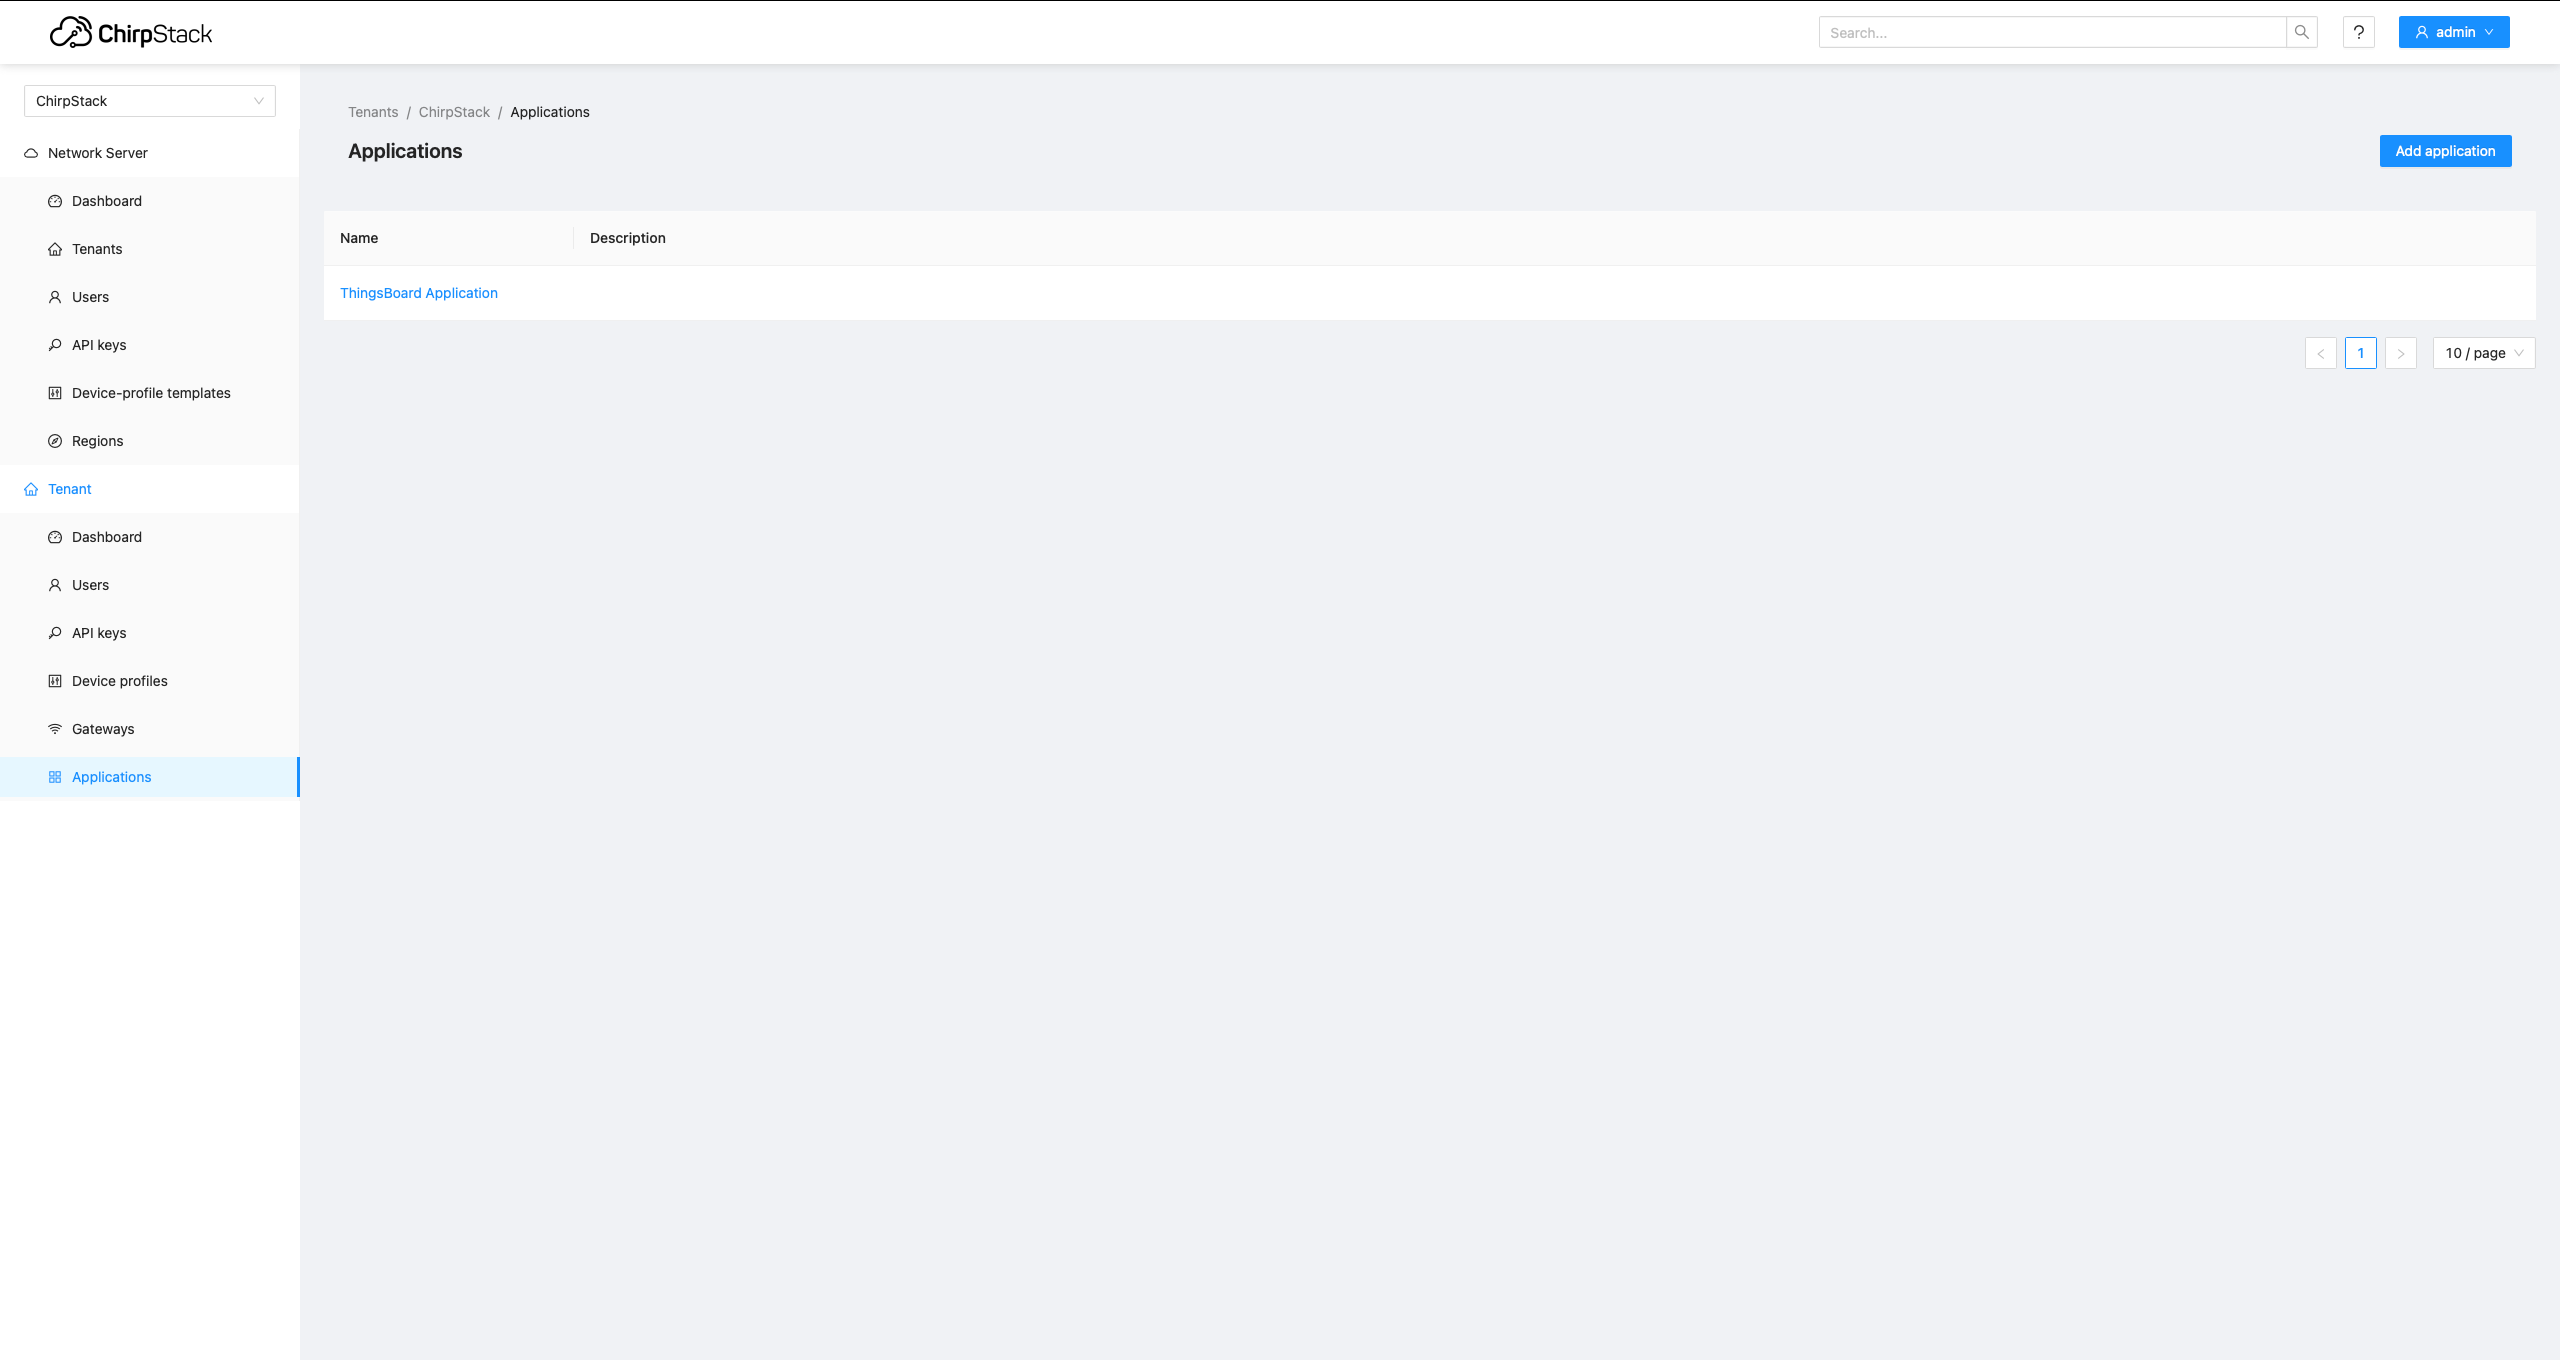 ChirpStack
Search...
?
admin
ChirpStack
Network Server
Dashboard
Tenants
Users
API keys
Device-profile templates
Regions
Tenant
Dashboard
Users
API keys
Device profiles
Gateways
Applications
Tenants / ChirpStack / Applications
Applications
Add application
Name Description
ThingsBoard Application
< 1 > 10 / page